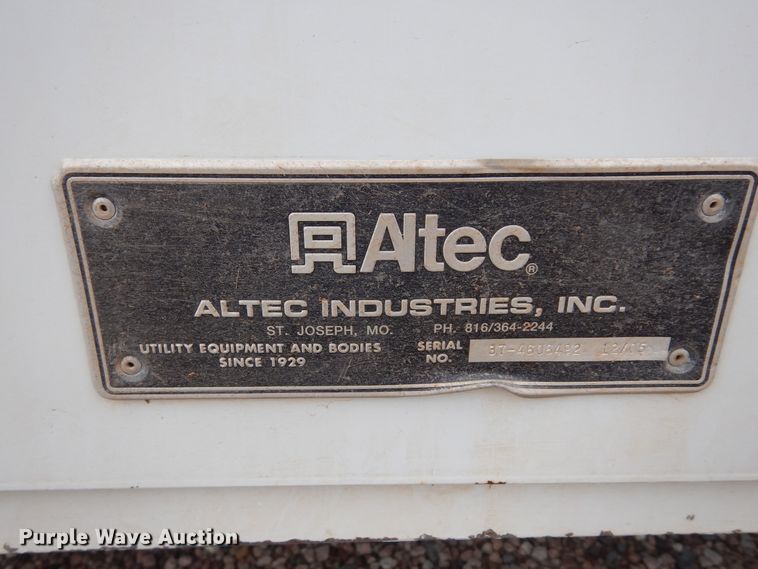 Altec®
ALTEC INDUSTRIES, INC.
ST. JOSEPH, MO. PH. 816/364-2244
UTILITY EQUIPMENT AND BODIES
SINCE 1929
SERIAL
NO.
Purple Wave Auction